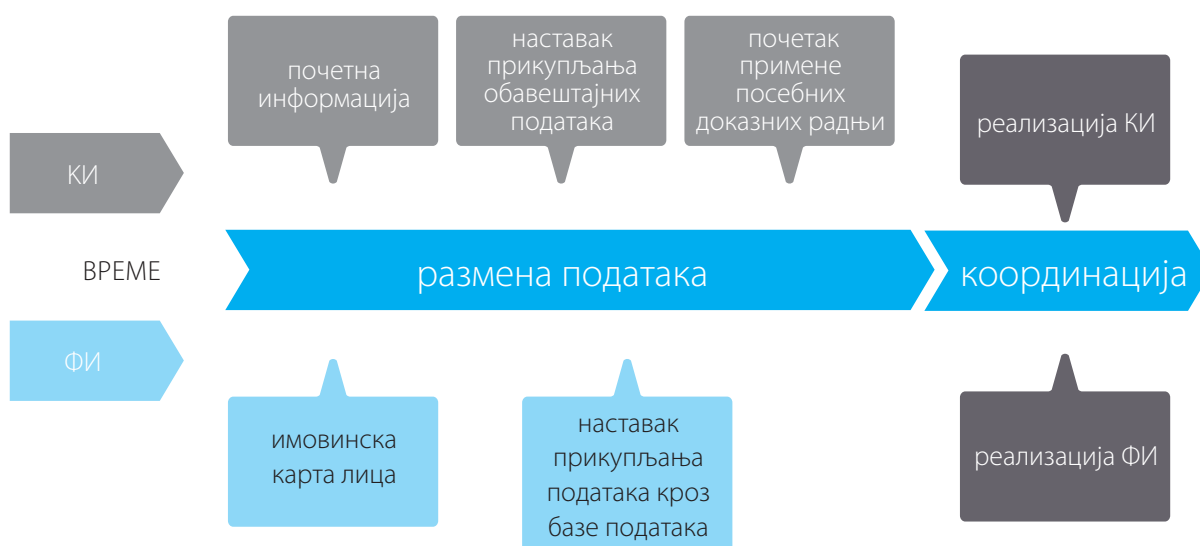 почетна
информација
наставак
прикупљања
обавештајних
података
почетак
примене
посебних
доказних радњи
реализација КИ
КИ
ВРЕМЕ
размена података
координација
ФИ
имовинска
карта лица
наставак
прикупљања
података кроз
базе података
реализација ФИ